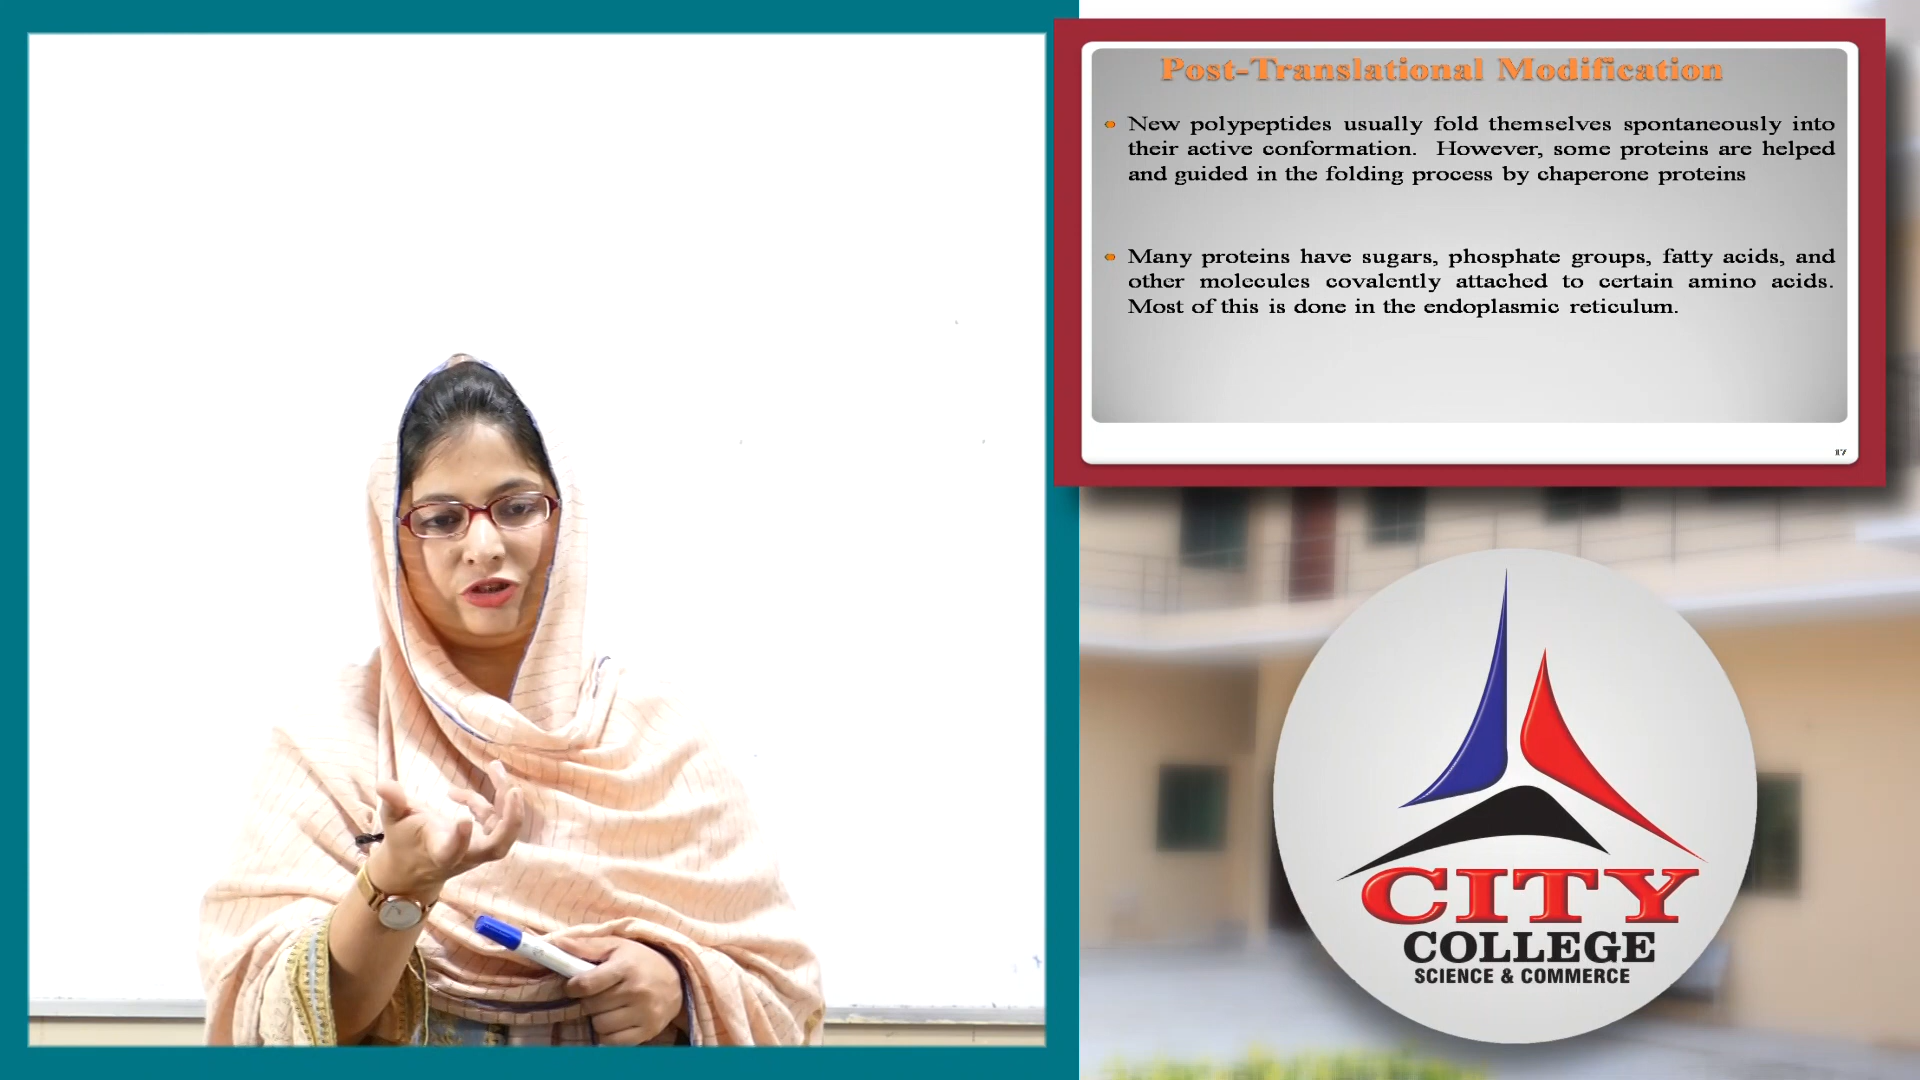 Post-Translational Modification
New polypeptides usually fold themselves spontaneously into
their active conformation. However, some proteins are helped
and guided in the folding process by chaperone proteins
Many proteins have sugars, phosphate groups, fatty acids, and
other molecules covalently attached to certain amino acids.
Most of this is done in the endoplasmic reticulum.
17
CITY
COLLEGE
SCIENCE & COMMERCE